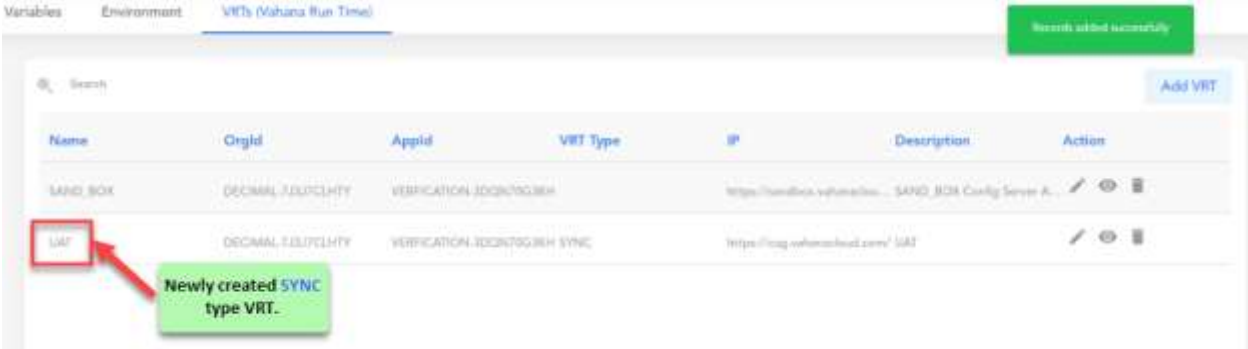 Variables Environment VRTs (Vahana Run Time)
Records added successfully
Search
Add VRT
Name OrgId AppId VRT Type IP Description Action
SAND_BOX SAND_BOX Config Server A...
UAT SYNC UAT
Newly created SYNC
type VRT.